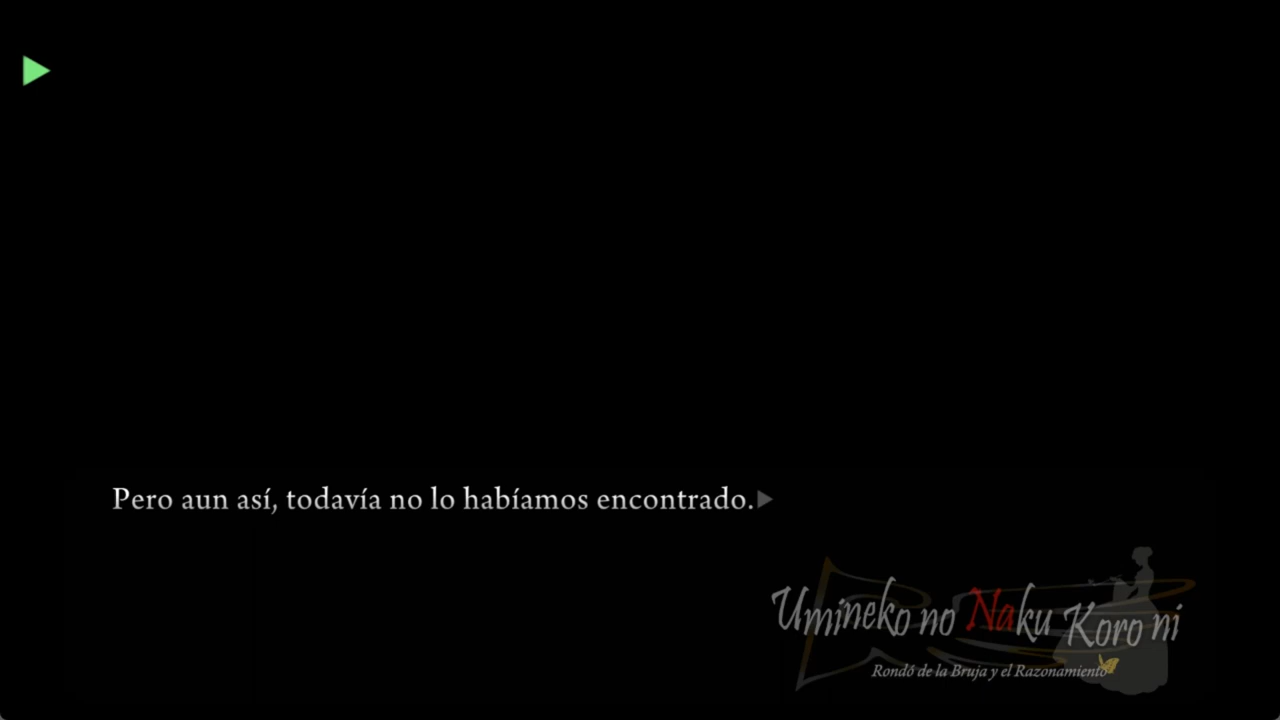 Pero aun así, todavía no lo habíamos encontrado.
Umineko no Naku Koro ni
Rondó de la Bruja y el Razonamiento